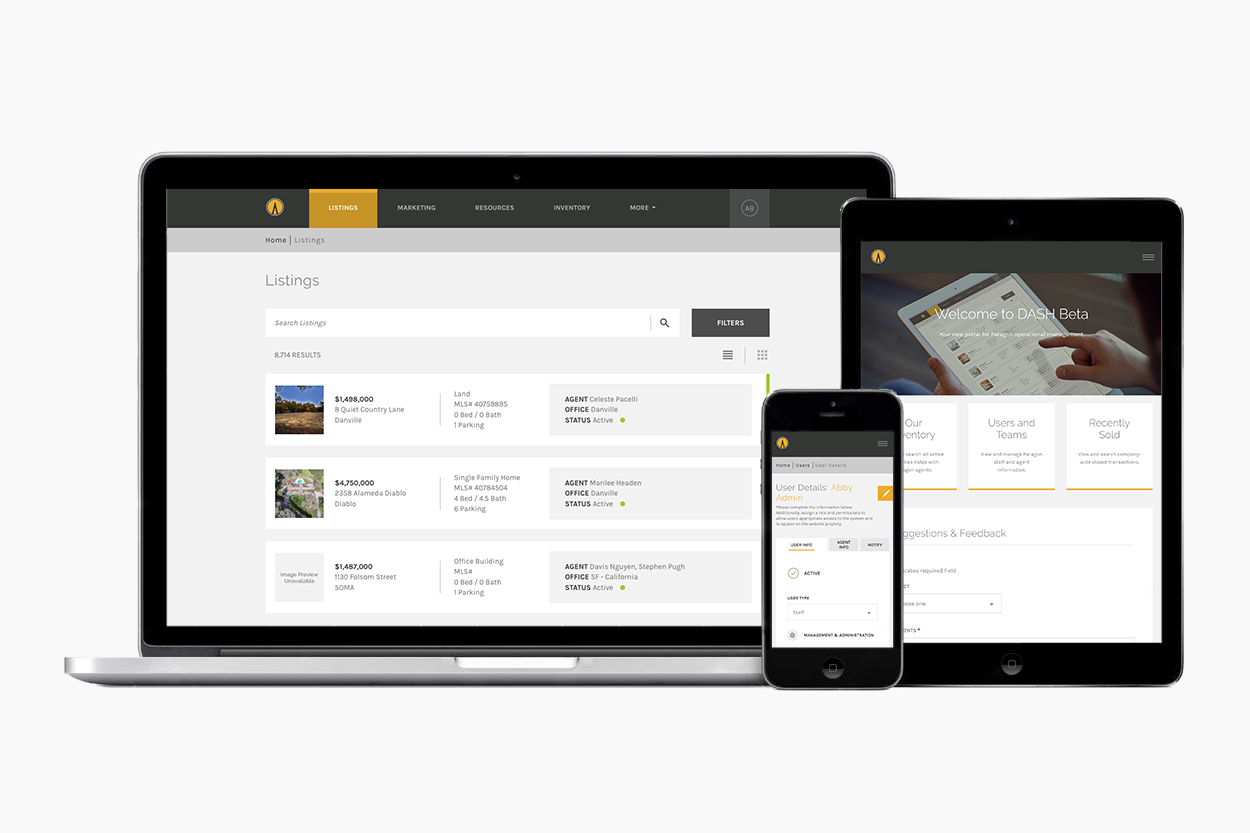 LISTINGS
MARKETING
RESOURCES
INVENTORY
MORE
AB
Home | Listings
Listings
Search Listings
FILTERS
8,714 RESULTS
$1,498,000
8 Quiet Country Lane
Danville
Land
MLS# 40759895
0 Bed / 0 Bath
1 Parking
AGENT Celeste Pacelli
OFFICE Danville
STATUS Active
$4,750,000
2358 Alameda Diablo
Diablo
Single Family Home
MLS# 40784504
4 Bed / 4.5 Bath
6 Parking
AGENT Marilee Headen
OFFICE Danville
STATUS Active
Image Preview
Unavailable
$1,487,000
1130 Folsom Street
SOMA
Office Building
MLS#
0 Bed / 0 Bath
1 Parking
AGENT Davis Nguyen, Stephen Pugh
OFFICE SF - California
STATUS Active
Home | Users | User Details
User Details: Abby
Admin
Please complete the information below.
Additionally, assign a role and permissions to
allow users appropriate access to the system and
to appear on the website properly.
USER INFO
AGENT
INFO
NOTIFY
ACTIVE
USER TYPE
Staff
MANAGEMENT & ADMINISTRATION
Welcome to DASH Beta
Your new portal for Paragon operational management.
Our
ventory
search all active
ties listed with
agon agents.
Users and
Teams
View and manage Paragon
staff and agent
information.
Recently
Sold
View and search company-
wide closed transactions.
ggestions & Feedback
cates required field
CT
ose one
ENTS *